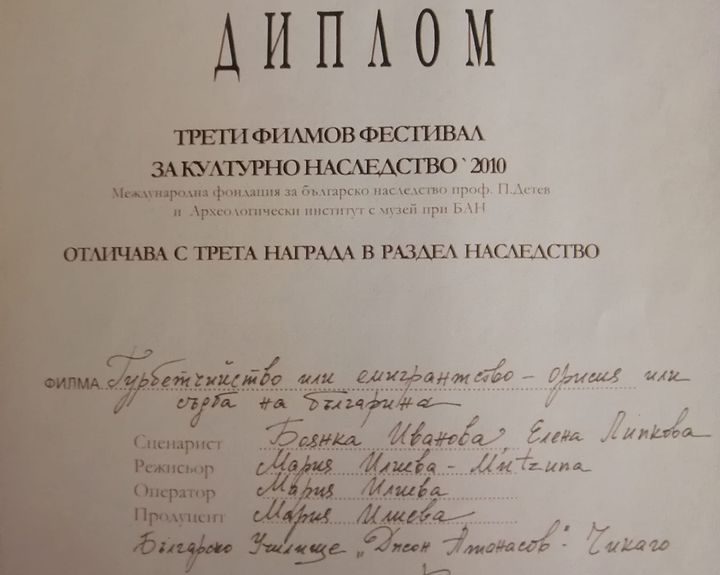 ДИПЛОМ
ТРЕТИ ФИЛМОВ ФЕСТИВАЛ
ЗА КУЛТУРНО НАСЛЕДСТВО`2010
Международна фондация за българско наследство проф. П.Детев
и Археологически институт с музей при БАН
ОТЛИЧАВА С ТРЕТА НАГРАДА В РАЗДЕЛ НАСЛЕДСТВО
ФИЛМА Гурбетчийство или емигрантство - орисия или
съдба на българина
Сценарист Боянка Иванова, Елена Липкова
Режисьор Мария Илиева - Mitzuna
Оператор Мария Илиева
Продуцент Мария Илиева
Българско Училище „Джон Атанасов“ - Чикаго